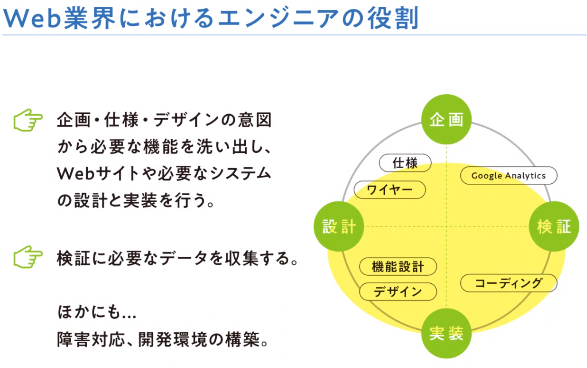 Web業界におけるエンジニアの役割
企画・仕様・デザインの意図
から必要な機能を洗い出し、
Webサイトや必要なシステム
の設計と実装を行う。
検証に必要なデータを収集する。
ほかにも…
障害対応、開発環境の構築。
企画
仕様
Google Analytics
ワイヤー
設計
検証
機能設計
コーディング
デザイン
実装